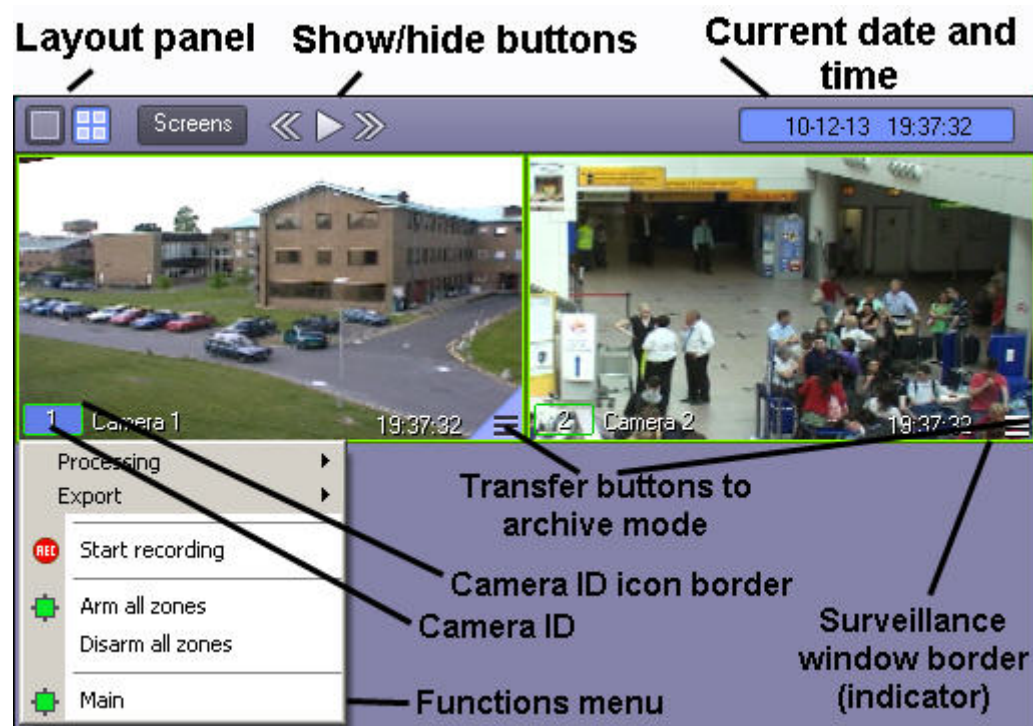 Layout panel
Show/hide buttons
Current date and
time
Screens
10-12-13 19:37:32
1 Camera 1 19:37:32
2 Camera 2 19:37:32
Processing
Export
REC Start recording
Arm all zones
Disarm all zones
Main
Transfer buttons to
archive mode
Camera ID icon border
Camera ID
Functions menu
Surveillance
window border
(indicator)